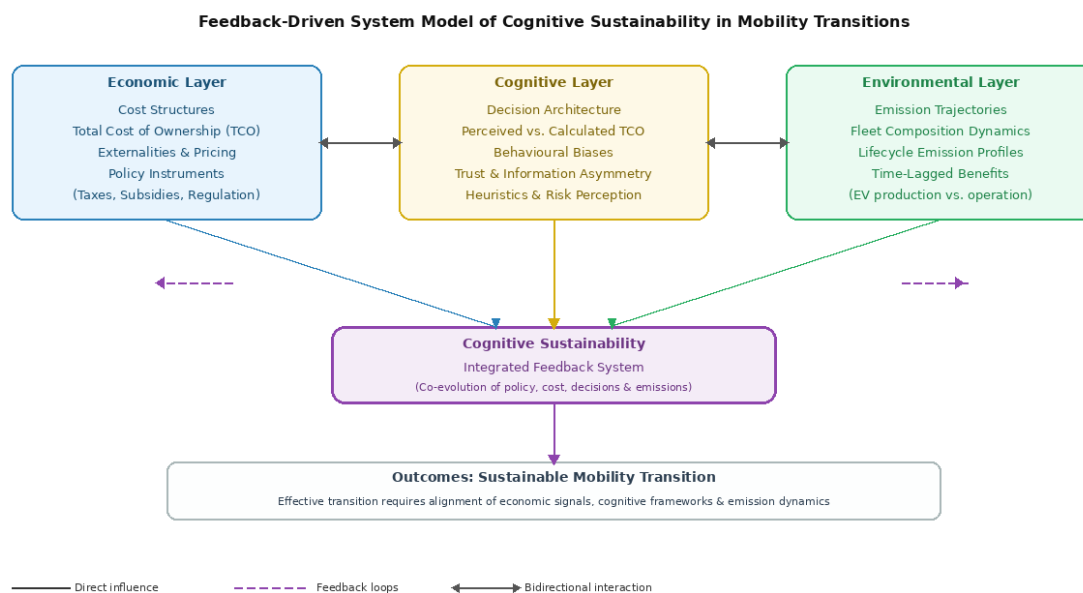 Feedback-Driven System Model of Cognitive Sustainability in Mobility Transitions
Economic Layer
Cost Structures
Total Cost of Ownership (TCO)
Externalities & Pricing
Policy Instruments
(Taxes, Subsidies, Regulation)
Cognitive Layer
Decision Architecture
Perceived vs. Calculated TCO
Behavioural Biases
Trust & Information Asymmetry
Heuristics & Risk Perception
Environmental Layer
Emission Trajectories
Fleet Composition Dynamics
Lifecycle Emission Profiles
Time-Lagged Benefits
(EV production vs. operation)
Cognitive Sustainability
Integrated Feedback System
(Co-evolution of policy, cost, decisions & emissions)
Outcomes: Sustainable Mobility Transition
Effective transition requires alignment of economic signals, cognitive frameworks & emission dynamics
Direct influence
Feedback loops
Bidirectional interaction